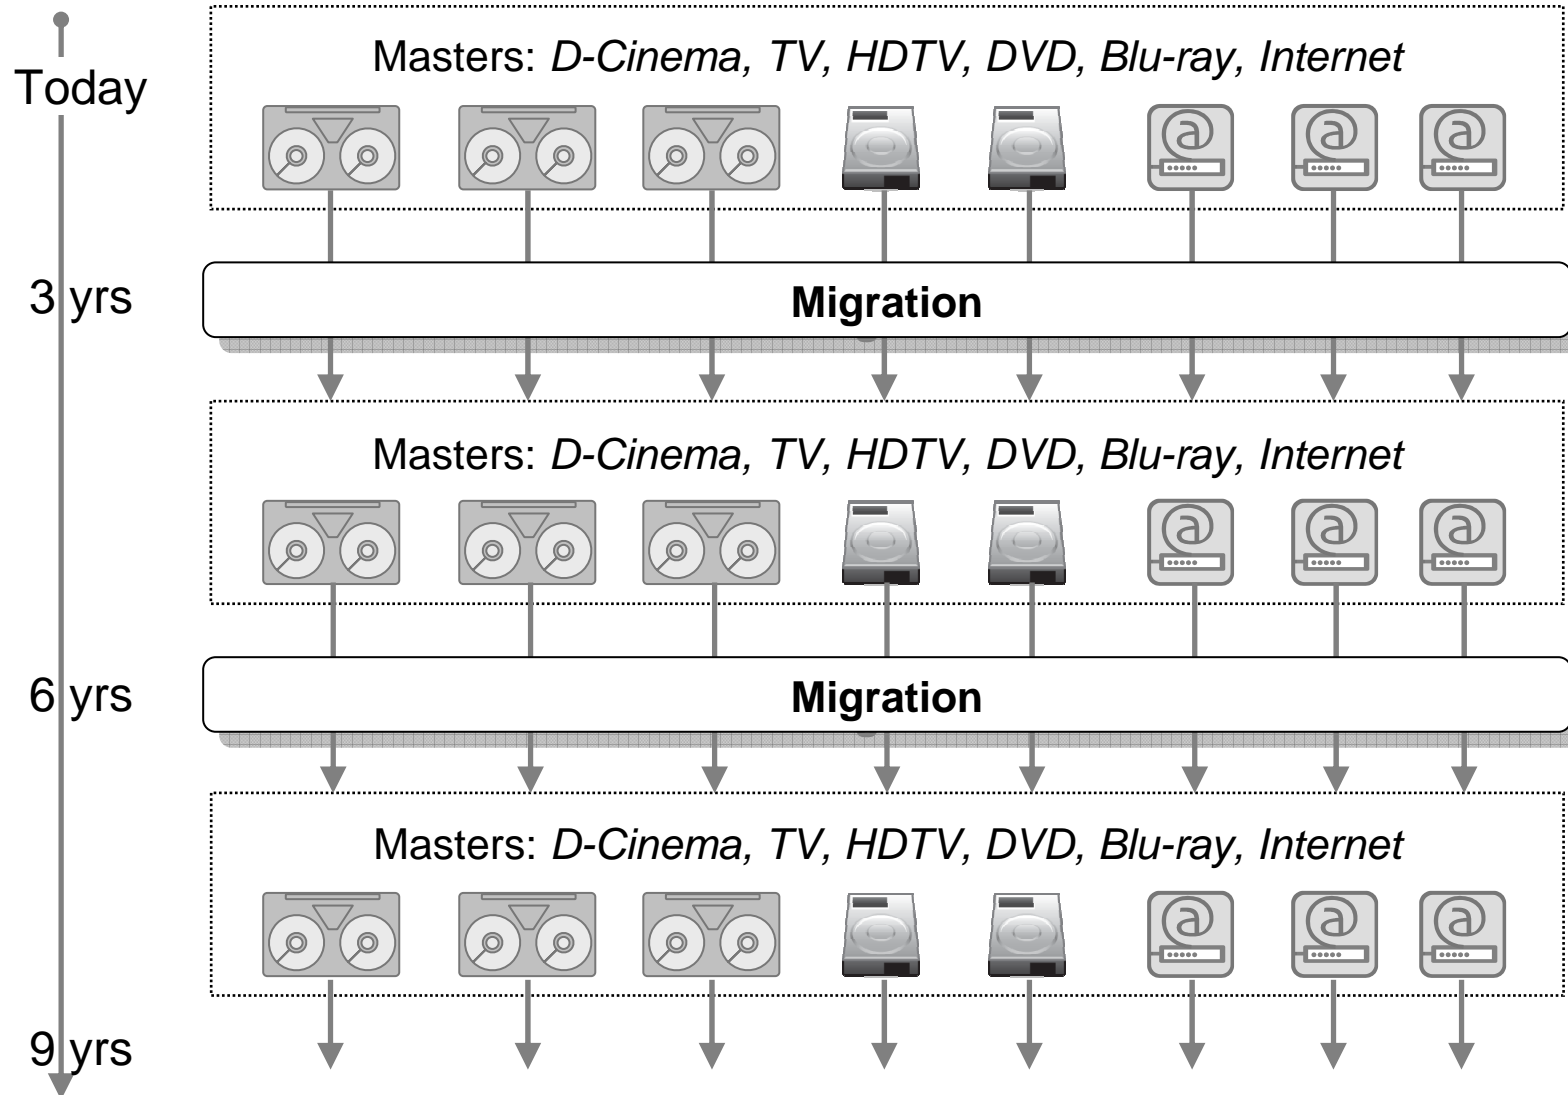 Today
Masters: D-Cinema, TV, HDTV, DVD, Blu-ray, Internet
a a a
3 yrs
Migration
Masters: D-Cinema, TV, HDTV, DVD, Blu-ray, Internet
a a a
6 yrs
Migration
Masters: D-Cinema, TV, HDTV, DVD, Blu-ray, Internet
a a a
9 yrs